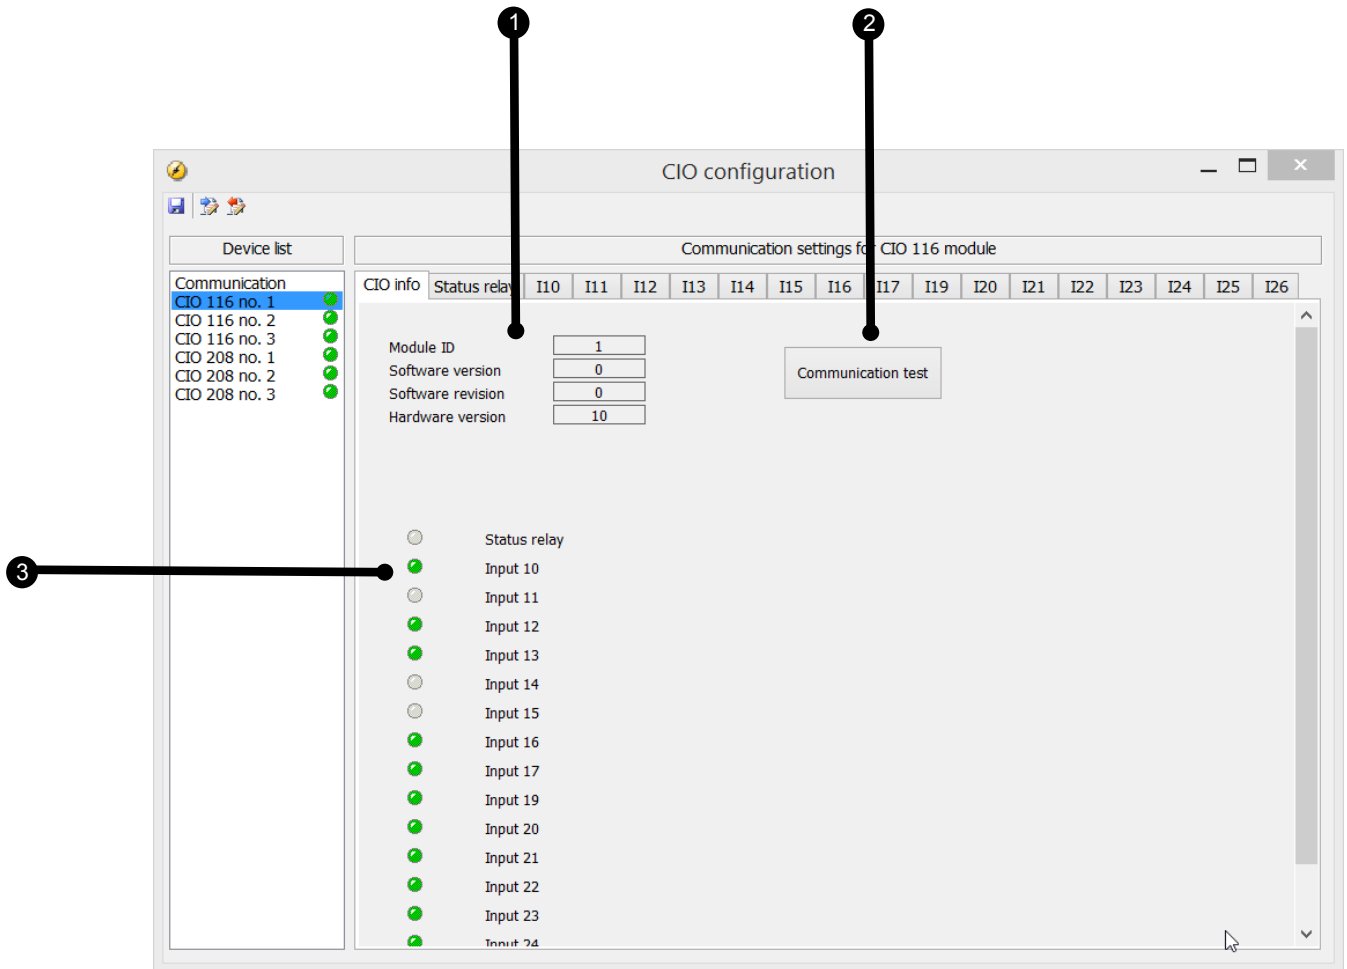 1
2
CIO configuration
Device list
Communication settings for CIO 116 module
Communication
CIO 116 no. 1
CIO 116 no. 2
CIO 116 no. 3
CIO 208 no. 1
CIO 208 no. 2
CIO 208 no. 3
CIO info Status relay I10 I11 I12 I13 I14 I15 I16 I17 I19 I20 I21 I22 I23 I24 I25 I26
Module ID 1
Software version 0
Software revision 0
Hardware version 10
Communication test
Status relay
3
Input 10
Input 11
Input 12
Input 13
Input 14
Input 15
Input 16
Input 17
Input 19
Input 20
Input 21
Input 22
Input 23
Input 24